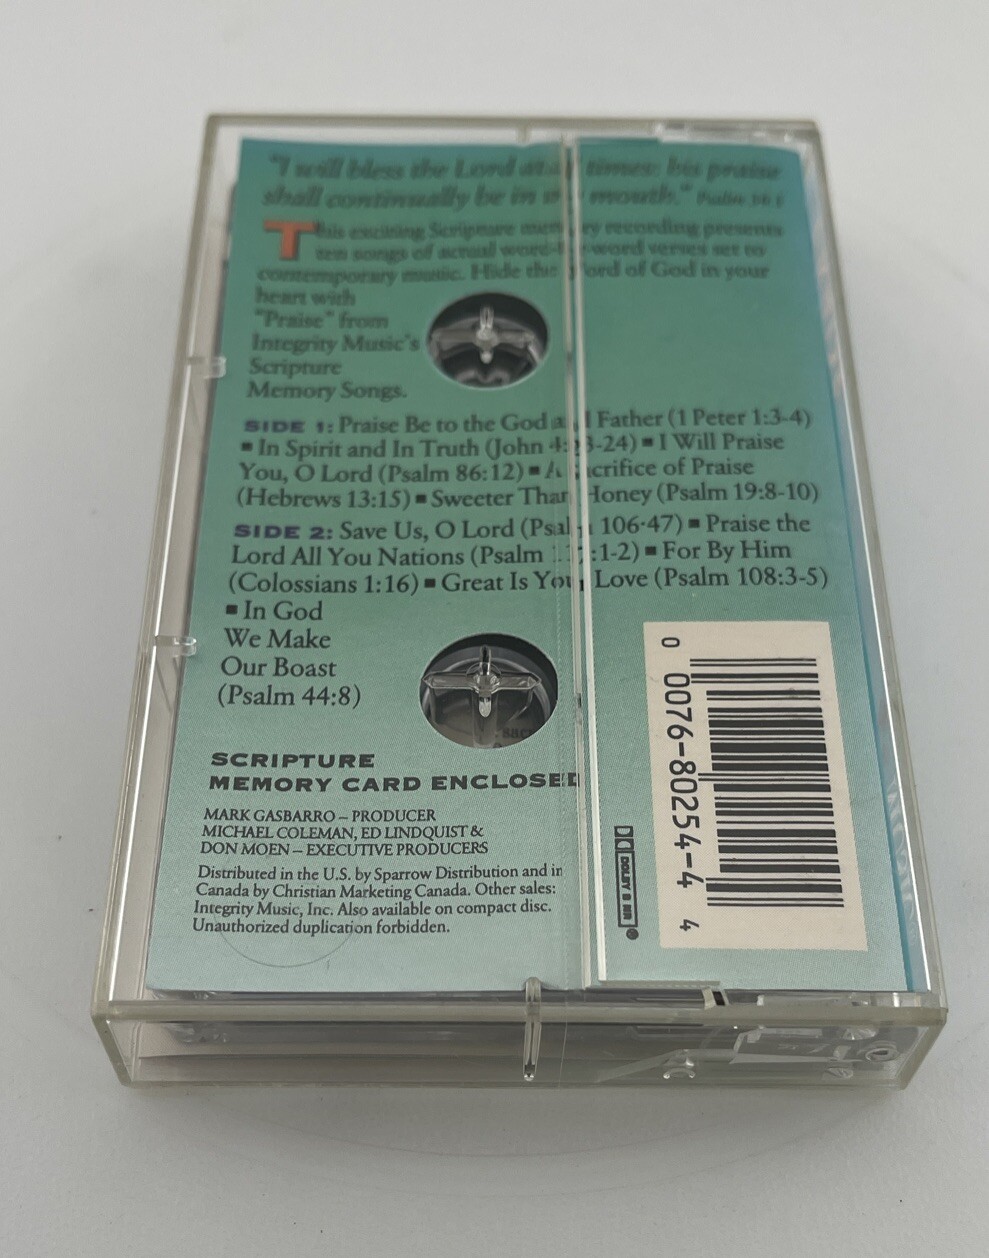 "I will bless the Lord at all times: his praise
shall continually be in my mouth." Psalm 34:1
This exciting Scripture memory recording presents
ten songs of actual word-for-word verses set to
contemporary music. Hide the Word of God in your
heart with
"Praise" from
Integrity Music's
Scripture
Memory Songs.
SIDE 1: Praise Be to the God and Father (1 Peter 1:3-4)
■ In Spirit and In Truth (John 4:23-24) ■ I Will Praise
You, O Lord (Psalm 86:12) ■ A Sacrifice of Praise
(Hebrews 13:15) ■ Sweeter Than Honey (Psalm 19:8-10)
SIDE 2: Save Us, O Lord (Psalm 106:47) ■ Praise the
Lord All You Nations (Psalm 117:1-2) ■ For By Him
(Colossians 1:16) ■ Great Is Your Love (Psalm 108:3-5)
■ In God
We Make
Our Boast
(Psalm 44:8)
SCRIPTURE
MEMORY CARD ENCLOSED
MARK GASBARRO – PRODUCER
MICHAEL COLEMAN, ED LINDQUIST &
DON MOEN – EXECUTIVE PRODUCERS
Distributed in the U.S. by Sparrow Distribution and in
Canada by Christian Marketing Canada. Other sales:
Integrity Music, Inc. Also available on compact disc.
Unauthorized duplication forbidden.
DOLBY B NR
0 0076-80254-4 4